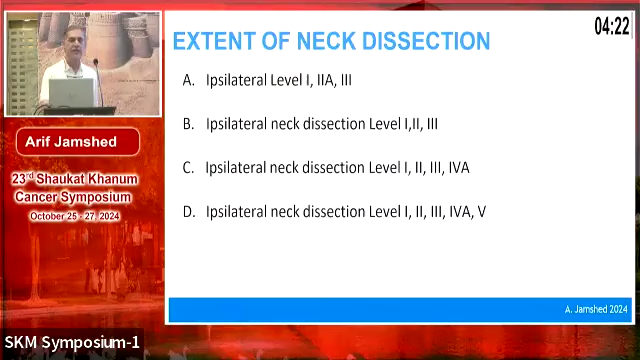 04:22
EXTENT OF NECK DISSECTION
A. Ipsilateral Level I, IIA, III
B. Ipsilateral neck dissection Level I,II, III
C. Ipsilateral neck dissection Level I, II, III, IVA
D. Ipsilateral neck dissection Level I, II, III, IVA, V
Arif Jamshed
23rd Shaukat Khanum
Cancer Symposium
October 25 - 27, 2024
A. Jamshed 2024
SKM Symposium-1